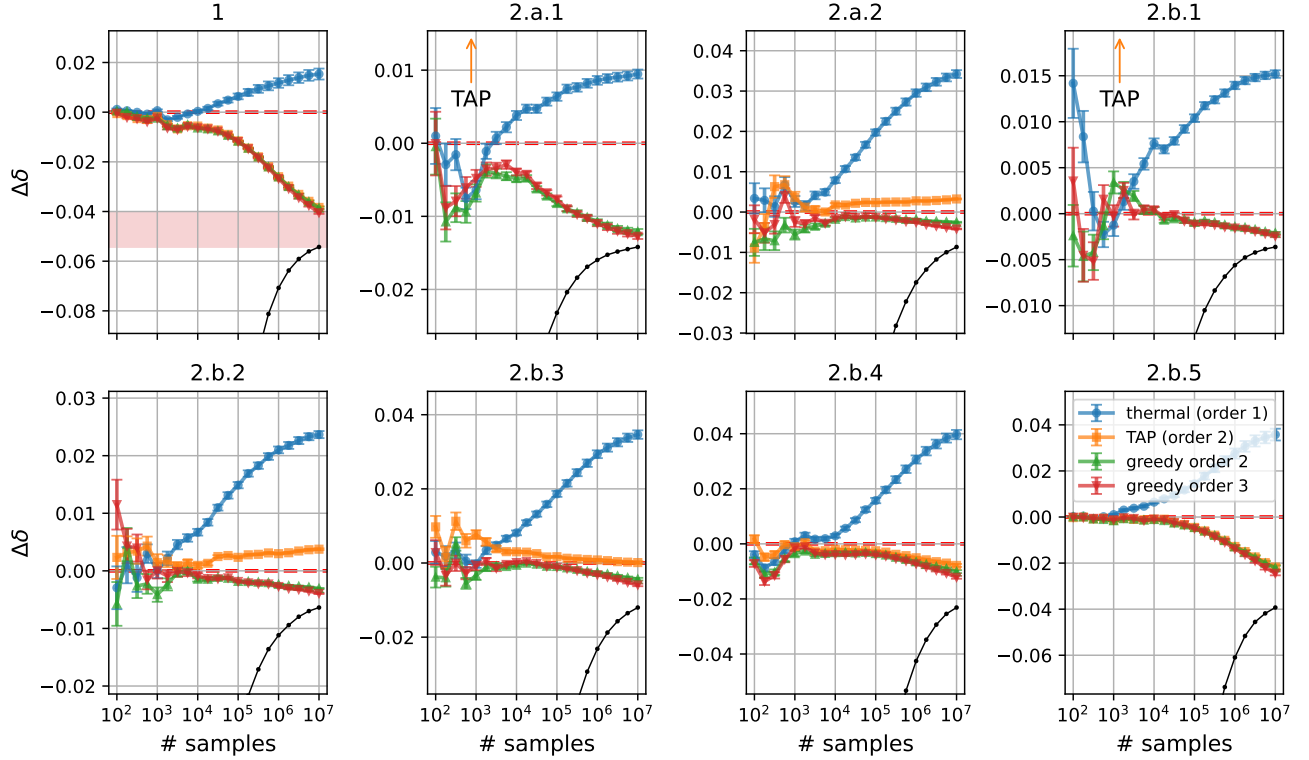 1
2.a.1
2.a.2
2.b.1
Δδ
0.02
0.00
−0.02
−0.04
−0.06
−0.08
TAP
0.01
0.00
−0.01
−0.02
0.04
0.03
0.02
0.01
0.00
−0.01
−0.02
−0.03
TAP
0.015
0.010
0.005
0.000
−0.005
−0.010
2.b.2
2.b.3
2.b.4
2.b.5
Δδ
0.03
0.02
0.01
0.00
−0.01
−0.02
10² 10³ 10⁴ 10⁵ 10⁶ 10⁷
# samples
0.04
0.02
0.00
−0.02
10² 10³ 10⁴ 10⁵ 10⁶ 10⁷
# samples
0.04
0.02
0.00
−0.02
−0.04
10² 10³ 10⁴ 10⁵ 10⁶ 10⁷
# samples
thermal (order 1)
TAP (order 2)
greedy order 2
greedy order 3
0.04
0.02
0.00
−0.02
−0.04
−0.06
10² 10³ 10⁴ 10⁵ 10⁶ 10⁷
# samples